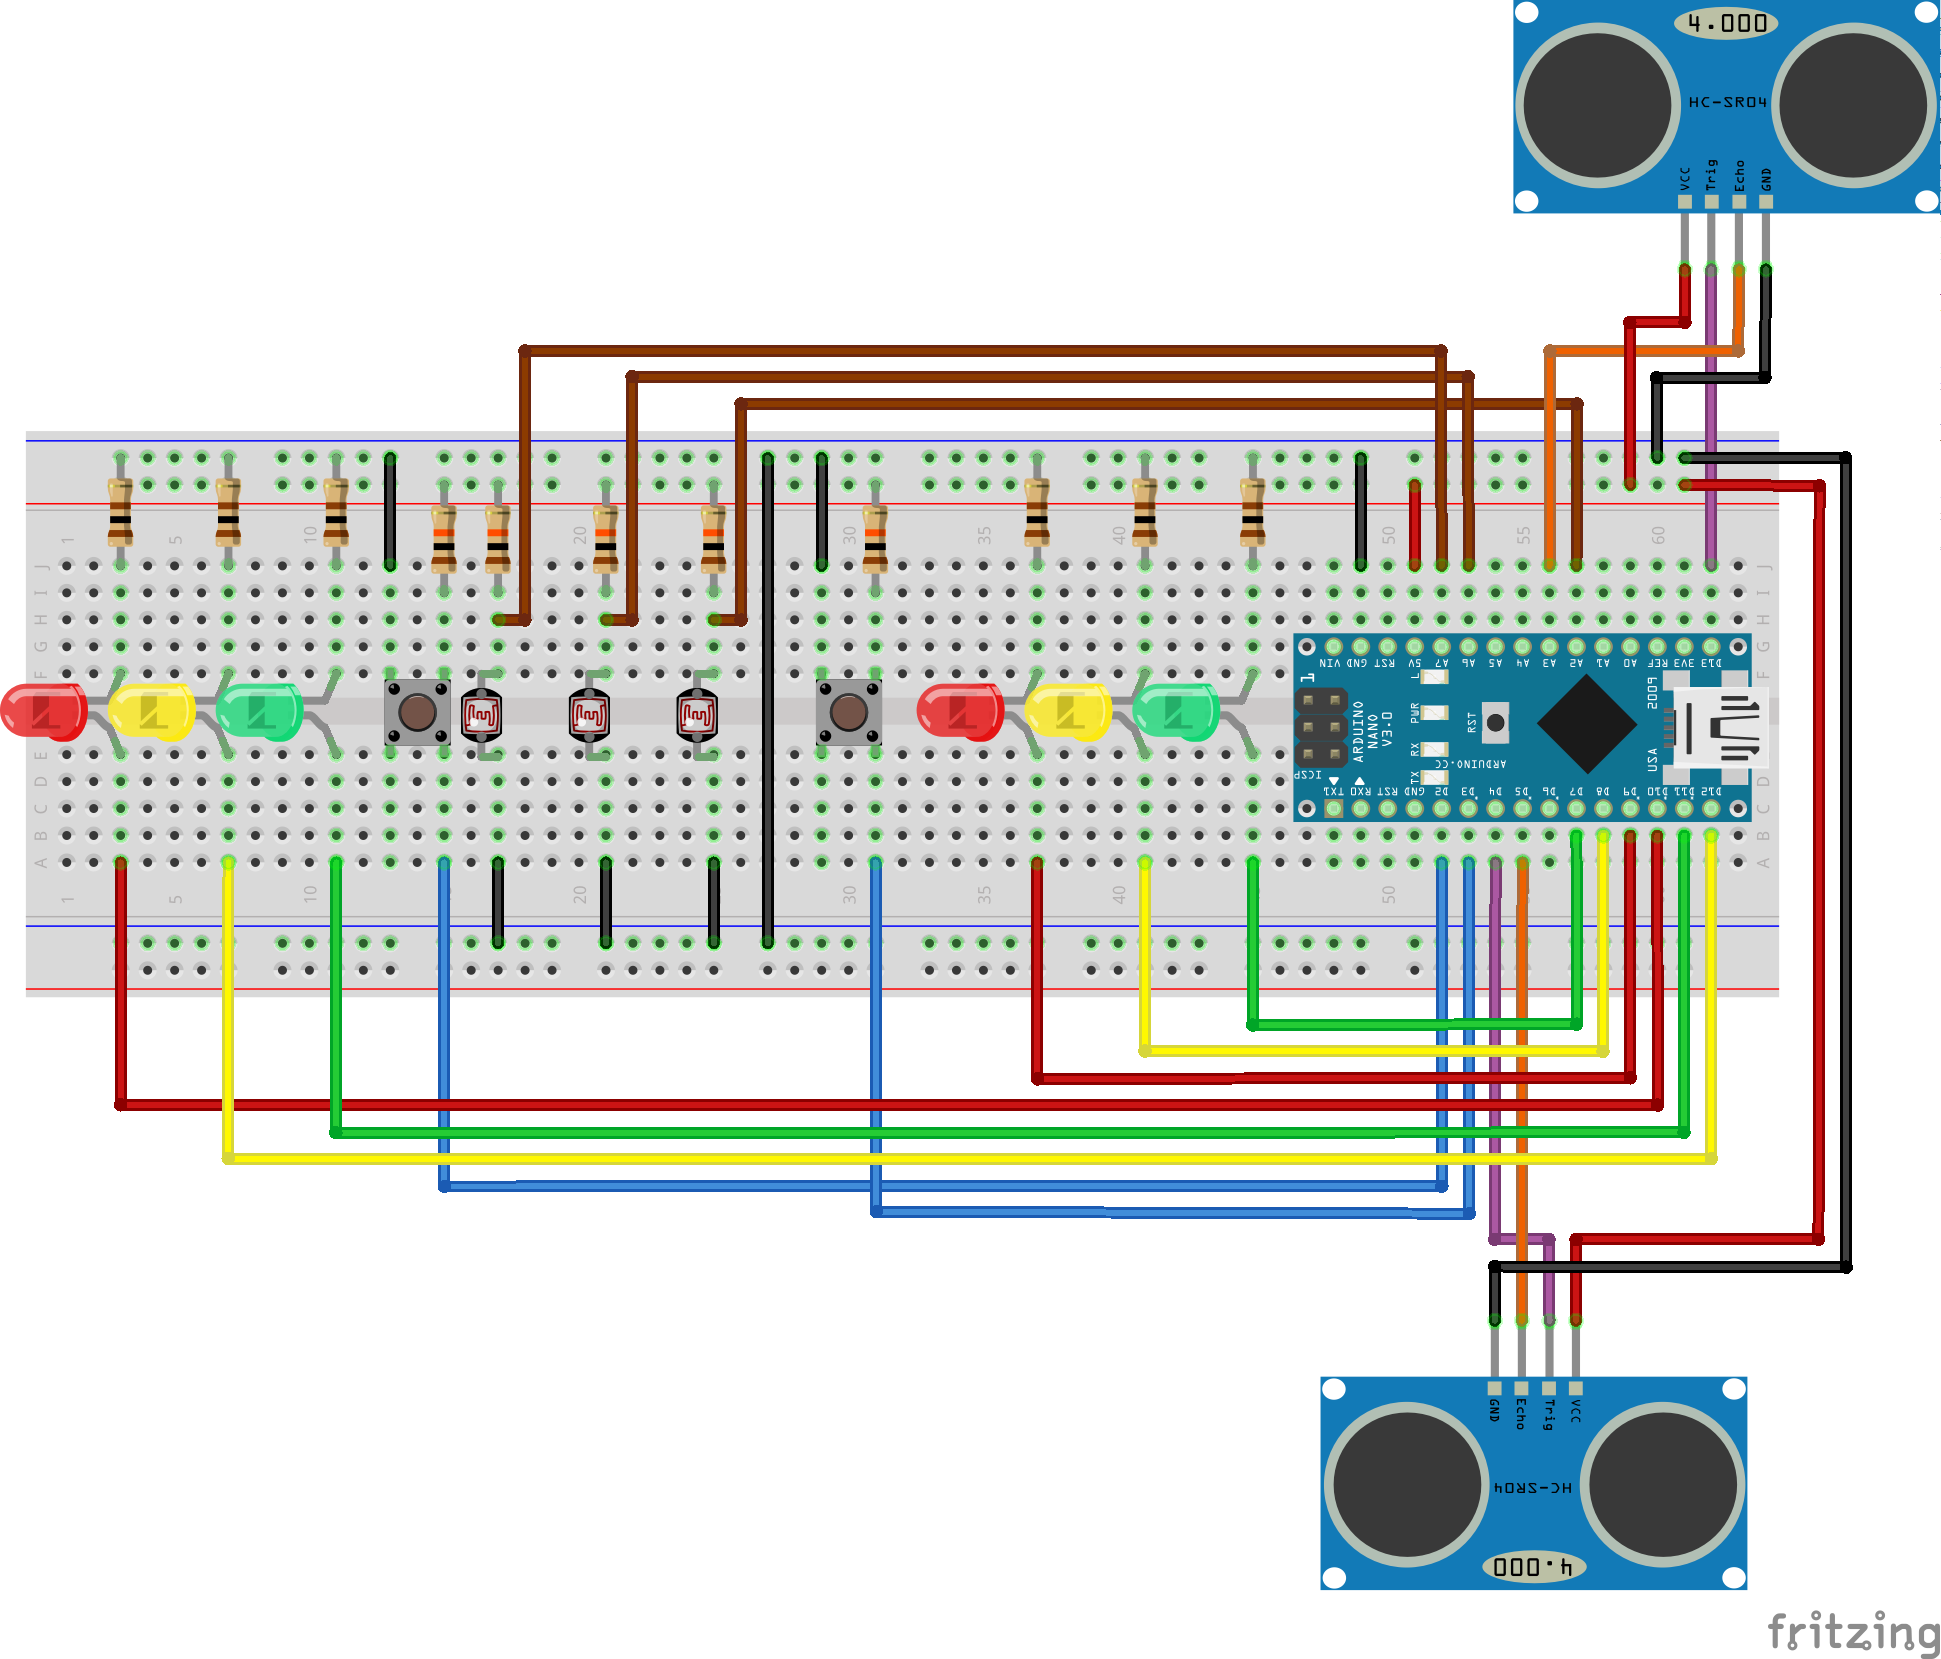 4.000
HC-SR04
VCC Trig Echo GND
1 5 10 20 30 35 40 50 55 60
J J
I I
H H
G G
F F
VIN GND RST 5V A7 A6 A5 A4 A3 A2 A1 A0 REF 3V3 D13
1
L
PWR
RX
TX
RST
ARDUINO
NANO
V3.0
ARDUINO.CC
ICSP
USA
2009
TX1 RX0 RST GND D2 D3 D4 D5 D6 D7 D8 D9 D10 D11 D12
E
D D
C C
B B
A A
1 5 10 20 30 35 40 50
GND Echo Trig VCC
HC-SR04
4.000
fritzing